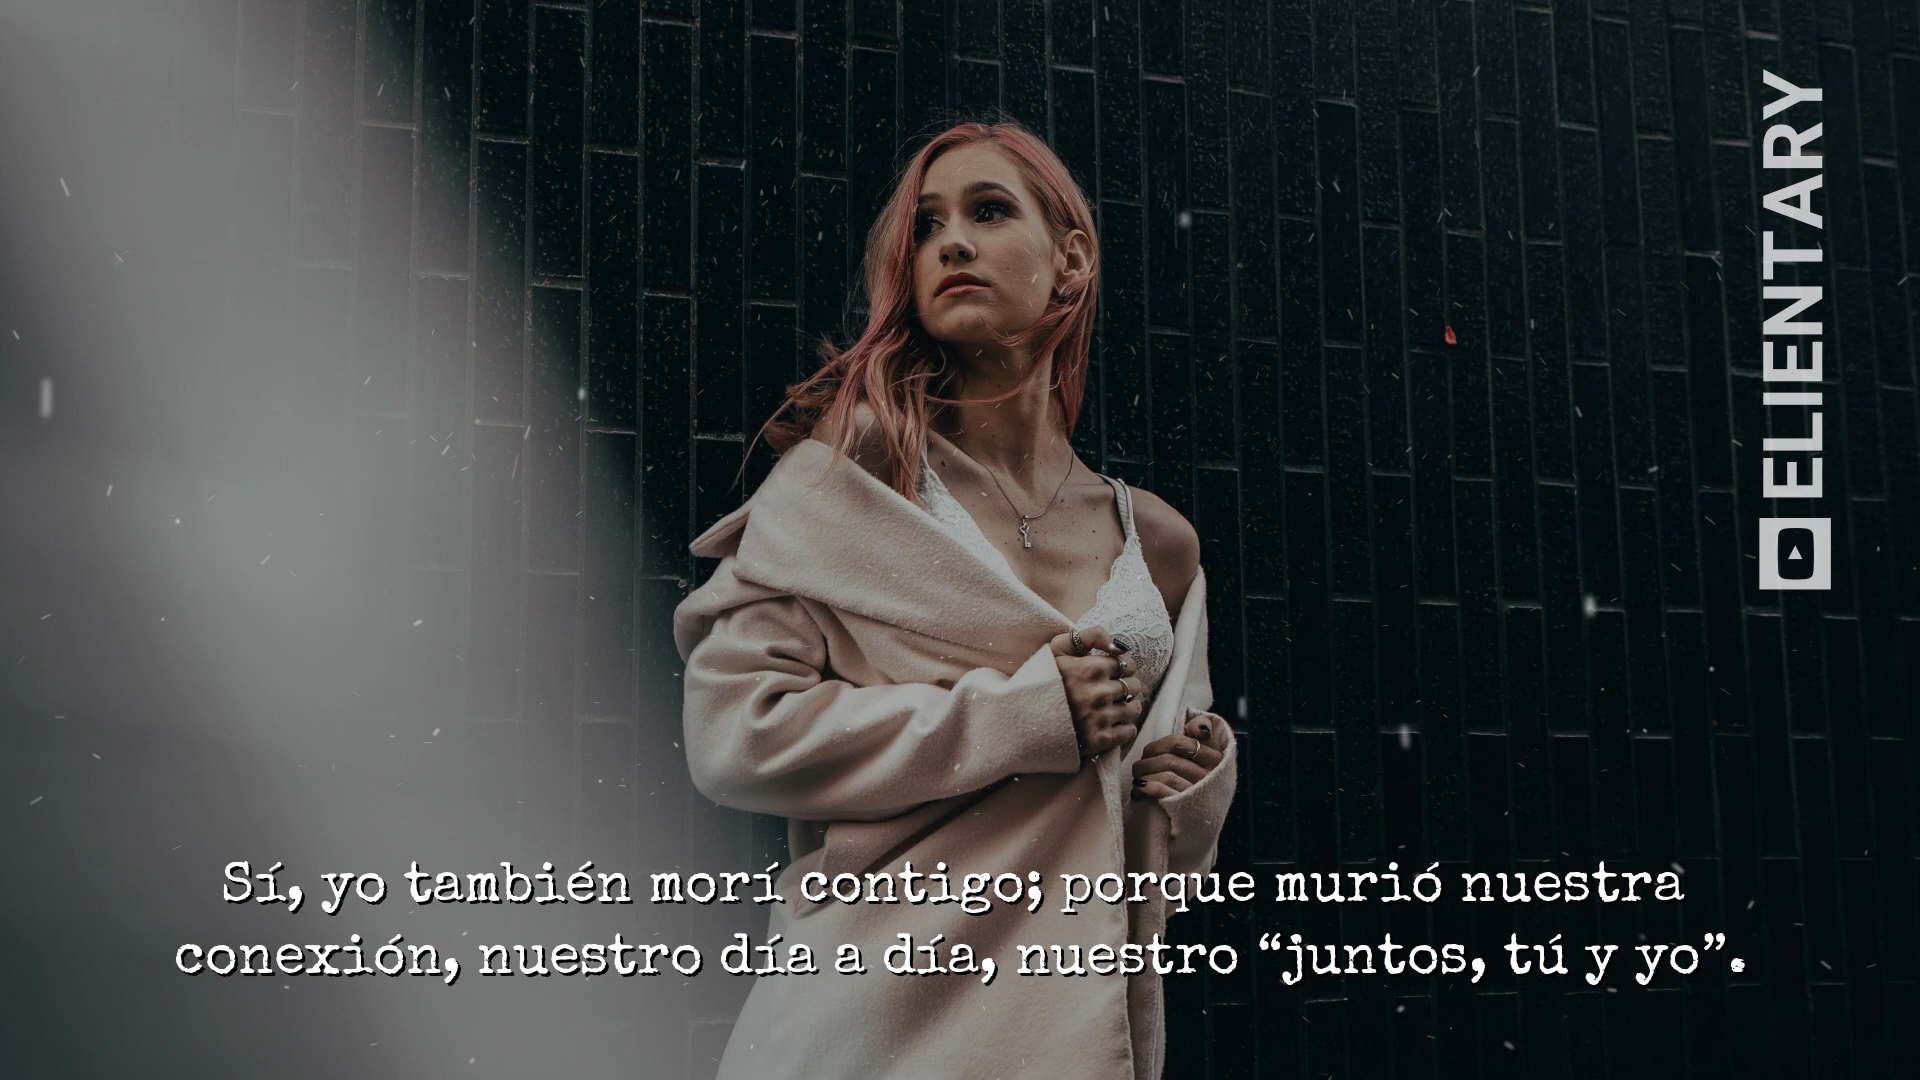 ELIENTARY
Sí, yo también morí contigo; porque murió nuestra
conexión, nuestro día a día, nuestro “juntos, tú y yo”.